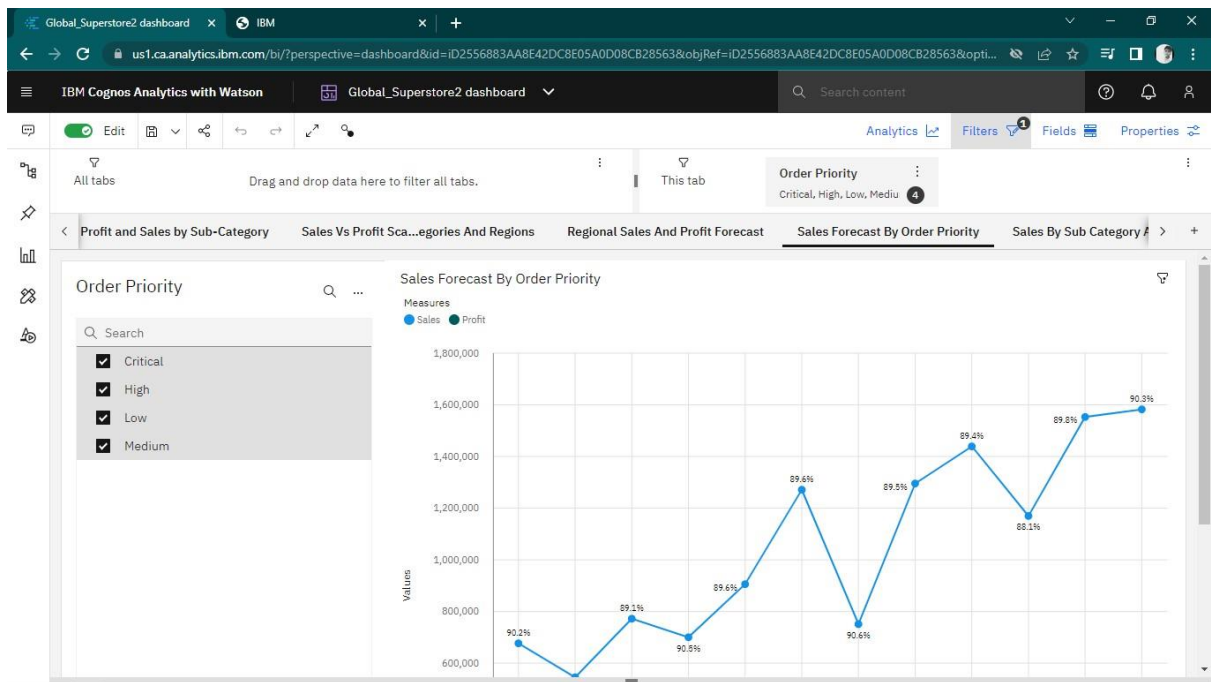 Global_Superstore2 dashboard
IBM
us1.ca.analytics.ibm.com/bi/?perspective=dashboard&id=iD2556883AA8E42DC8E05A0D08CB28563&objRef=iD2556883AA8E42DC8E05A0D08CB28563&opti...
IBM Cognos Analytics with Watson
Global_Superstore2 dashboard
Search content
Edit
Analytics
Filters
1
Fields
Properties
All tabs
Drag and drop data here to filter all tabs.
This tab
Order Priority
Critical, High, Low, Mediu
4
Profit and Sales by Sub-Category
Sales Vs Profit Sca...egories And Regions
Regional Sales And Profit Forecast
Sales Forecast By Order Priority
Sales By Sub Category A
Order Priority
Search
Critical
High
Low
Medium
Sales Forecast By Order Priority
Measures
Sales Profit
1,800,000
1,600,000
1,400,000
1,200,000
1,000,000
800,000
600,000
Values
90.2%
89.1%
90.5%
89.6%
89.6%
90.6%
89.5%
89.4%
88.1%
89.8%
90.3%